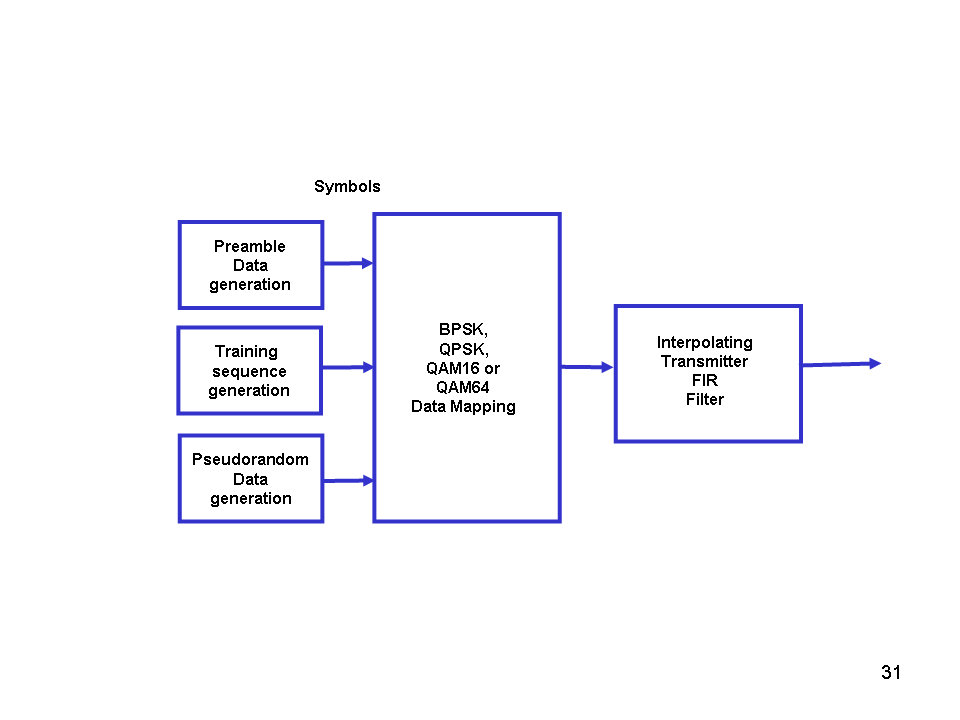 Symbols
Preamble
Data
generation
Training
sequence
generation
Pseudorandom
Data
generation
BPSK,
QPSK,
QAM16 or
QAM64
Data Mapping
Interpolating
Transmitter
FIR
Filter
31